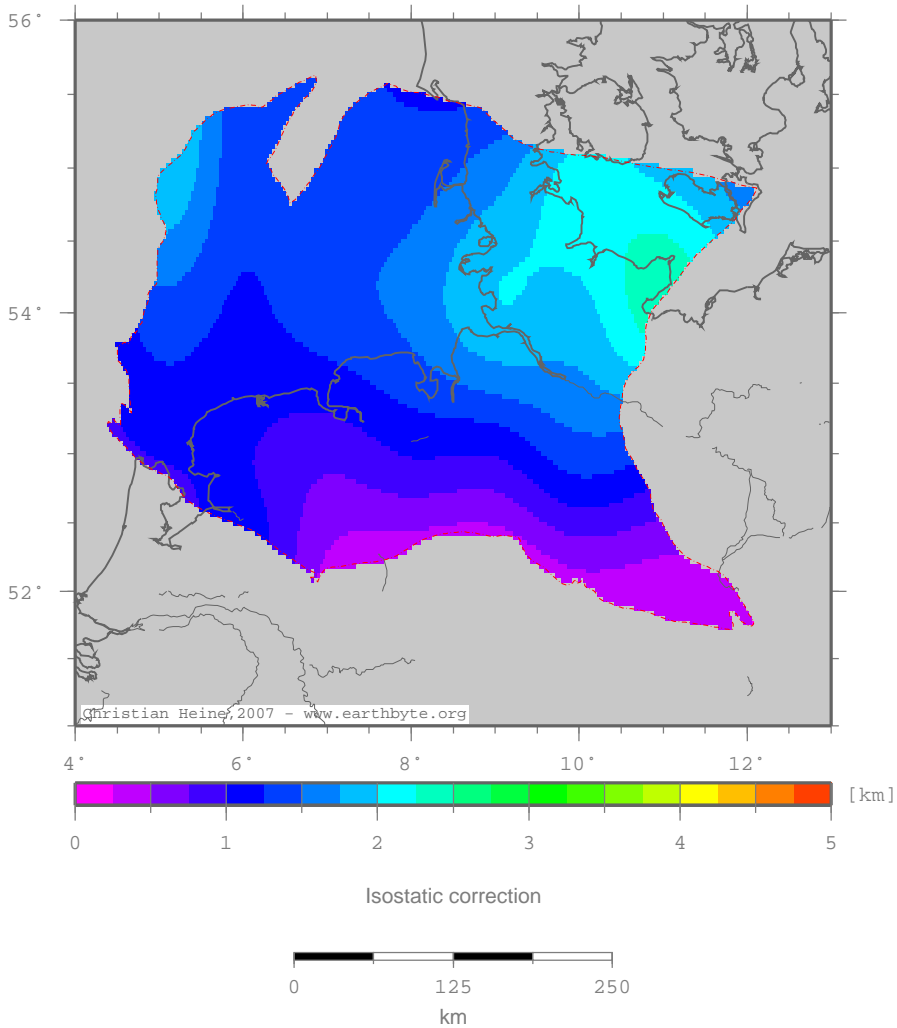 56°
54°
52°
Christian Heine,2007 - www.earthbyte.org
4° 6° 8° 10° 12°
[km]
0 1 2 3 4 5
Isostatic correction
0 125 250
km